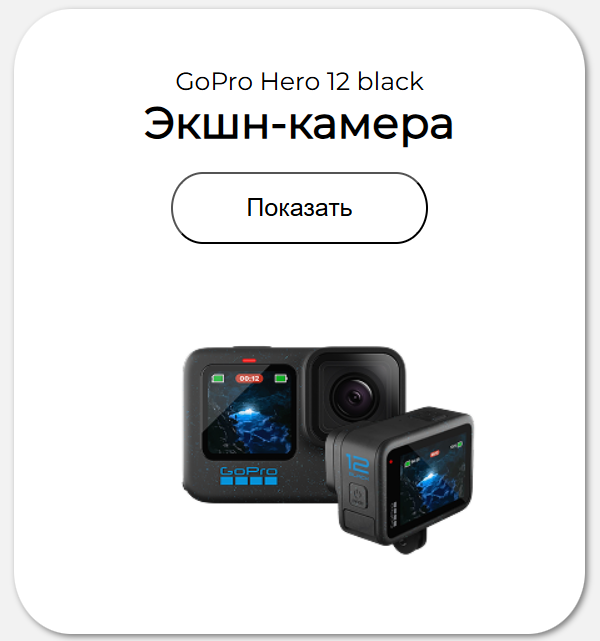 GoPro Hero 12 black
Экшн-камера
Показать
00:12
GoPro
12